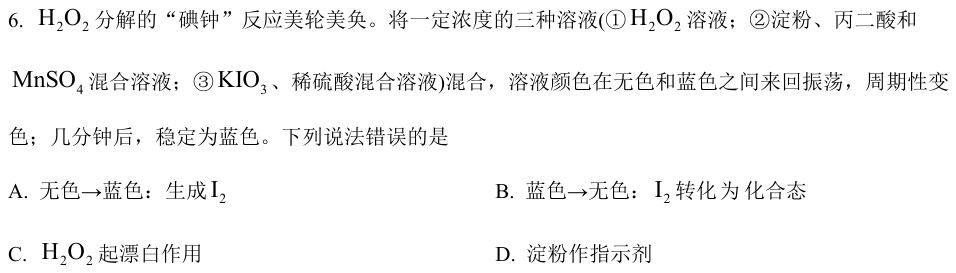 6. H₂O₂ 分解的“碘钟”反应美轮美奂。将一定浓度的三种溶液(①H₂O₂ 溶液；②淀粉、丙二酸和
MnSO₄ 混合溶液；③KIO₃、稀硫酸混合溶液)混合，溶液颜色在无色和蓝色之间来回振荡，周期性变
色；几分钟后，稳定为蓝色。下列说法错误的是
A. 无色→蓝色：生成 I₂ B. 蓝色→无色： I₂ 转化为化合态
C. H₂O₂ 起漂白作用 D. 淀粉作指示剂